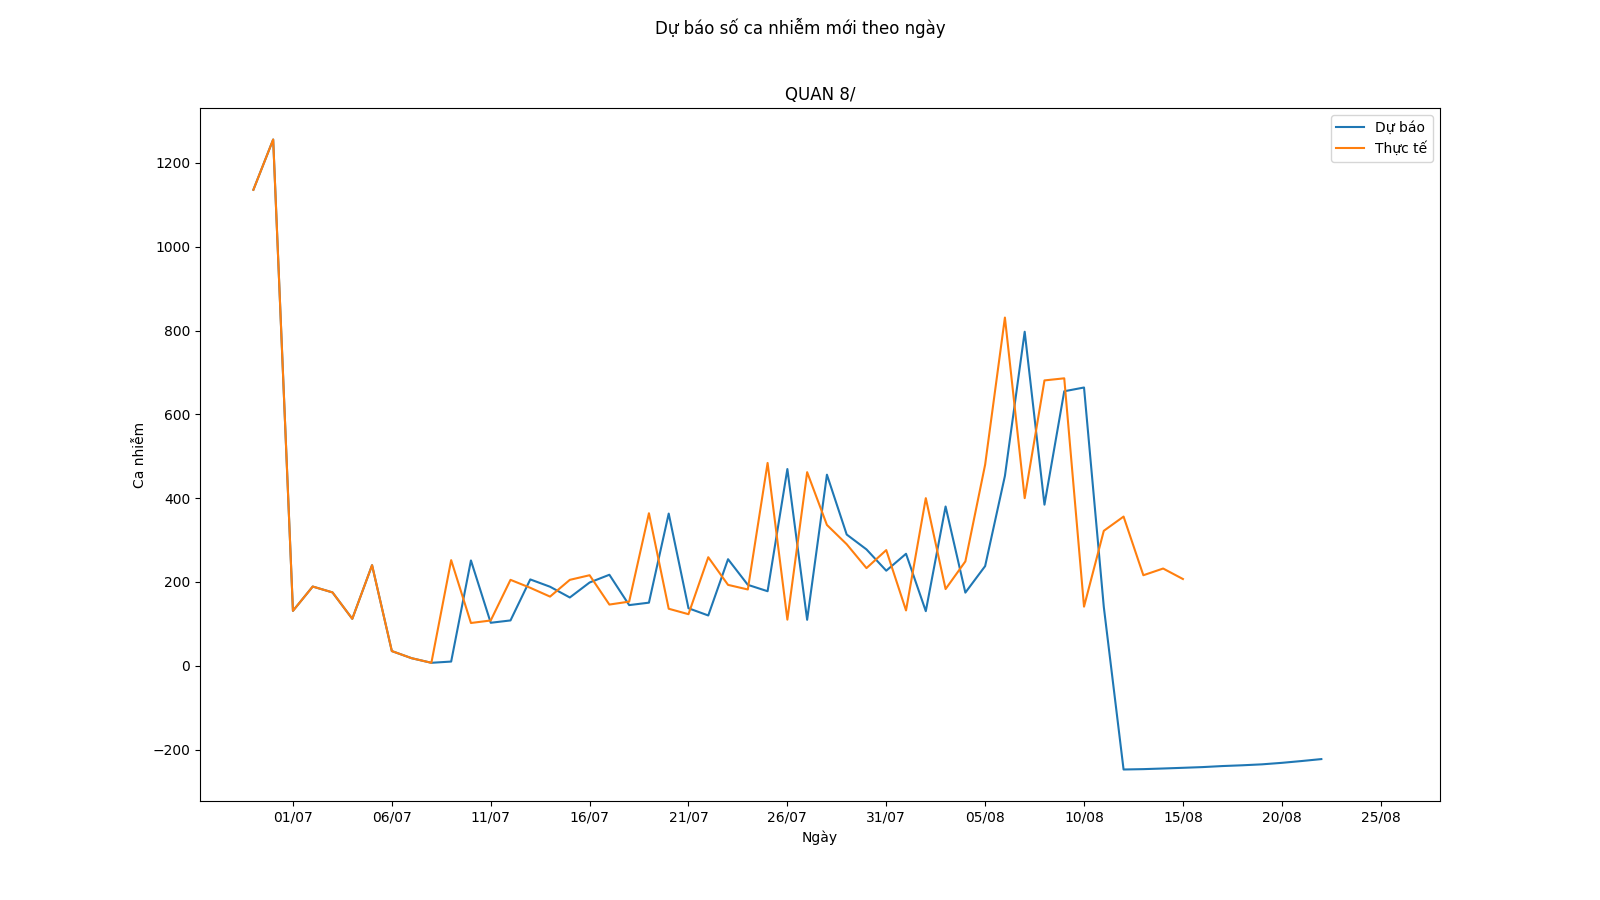 Dự báo số ca nhiễm mới theo ngày
QUAN 8/
Dự báo
Thực tế
1200
1000
800
600
400
200
0
−200
Ca nhiễm
01/07 06/07 11/07 16/07 21/07 26/07 31/07 05/08 10/08 15/08 20/08 25/08
Ngày